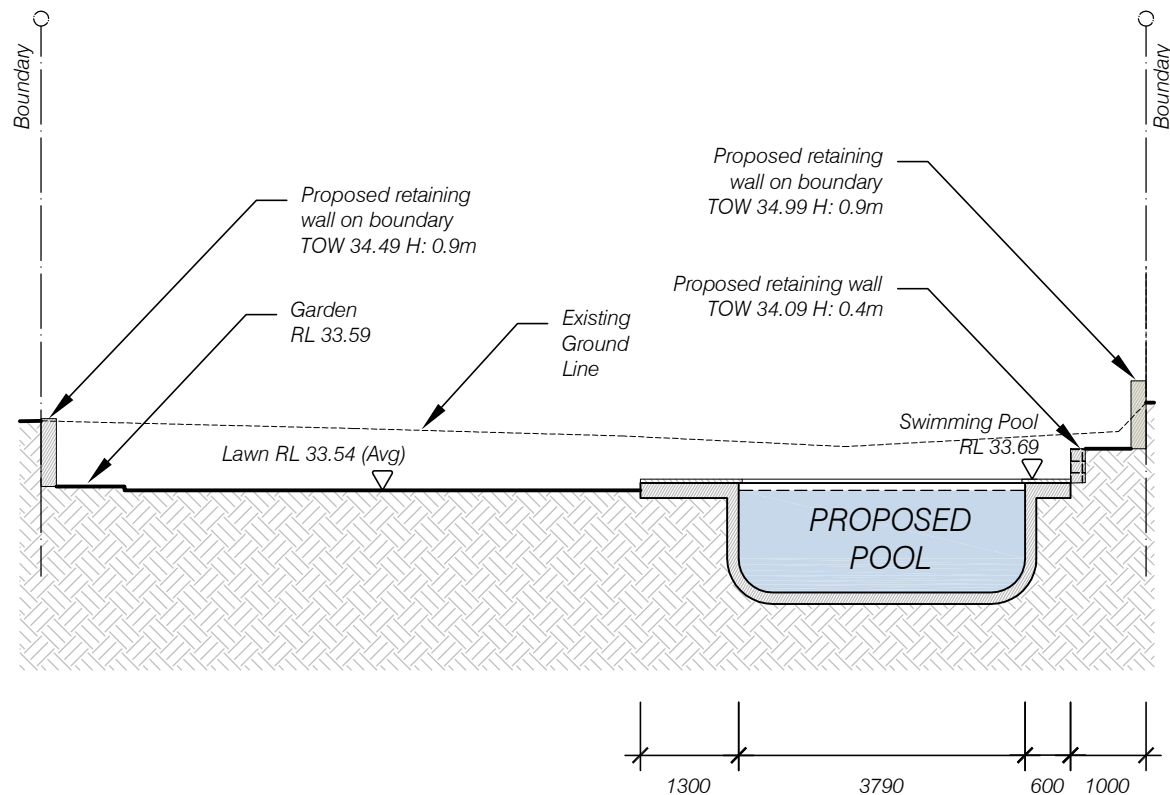 Boundary
Boundary
Proposed retaining
wall on boundary
TOW 34.49 H: 0.9m
Proposed retaining
wall on boundary
TOW 34.99 H: 0.9m
Garden
RL 33.59
Existing
Ground
Line
Proposed retaining wall
TOW 34.09 H: 0.4m
Swimming Pool
RL 33.69
Lawn RL 33.54 (Avg)
PROPOSED
POOL
1300
3790
600
1000